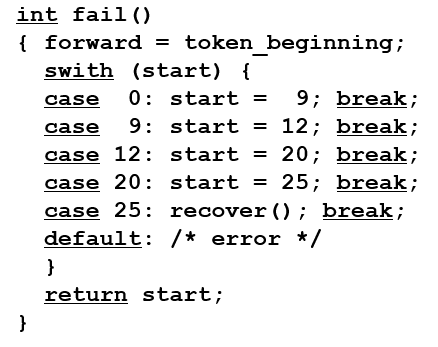 int fail()
{ forward = token_beginning;
swith (start) {
case 0: start = 9; break;
case 9: start = 12; break;
case 12: start = 20; break;
case 20: start = 25; break;
case 25: recover(); break;
default: /* error */
}
return start;
}